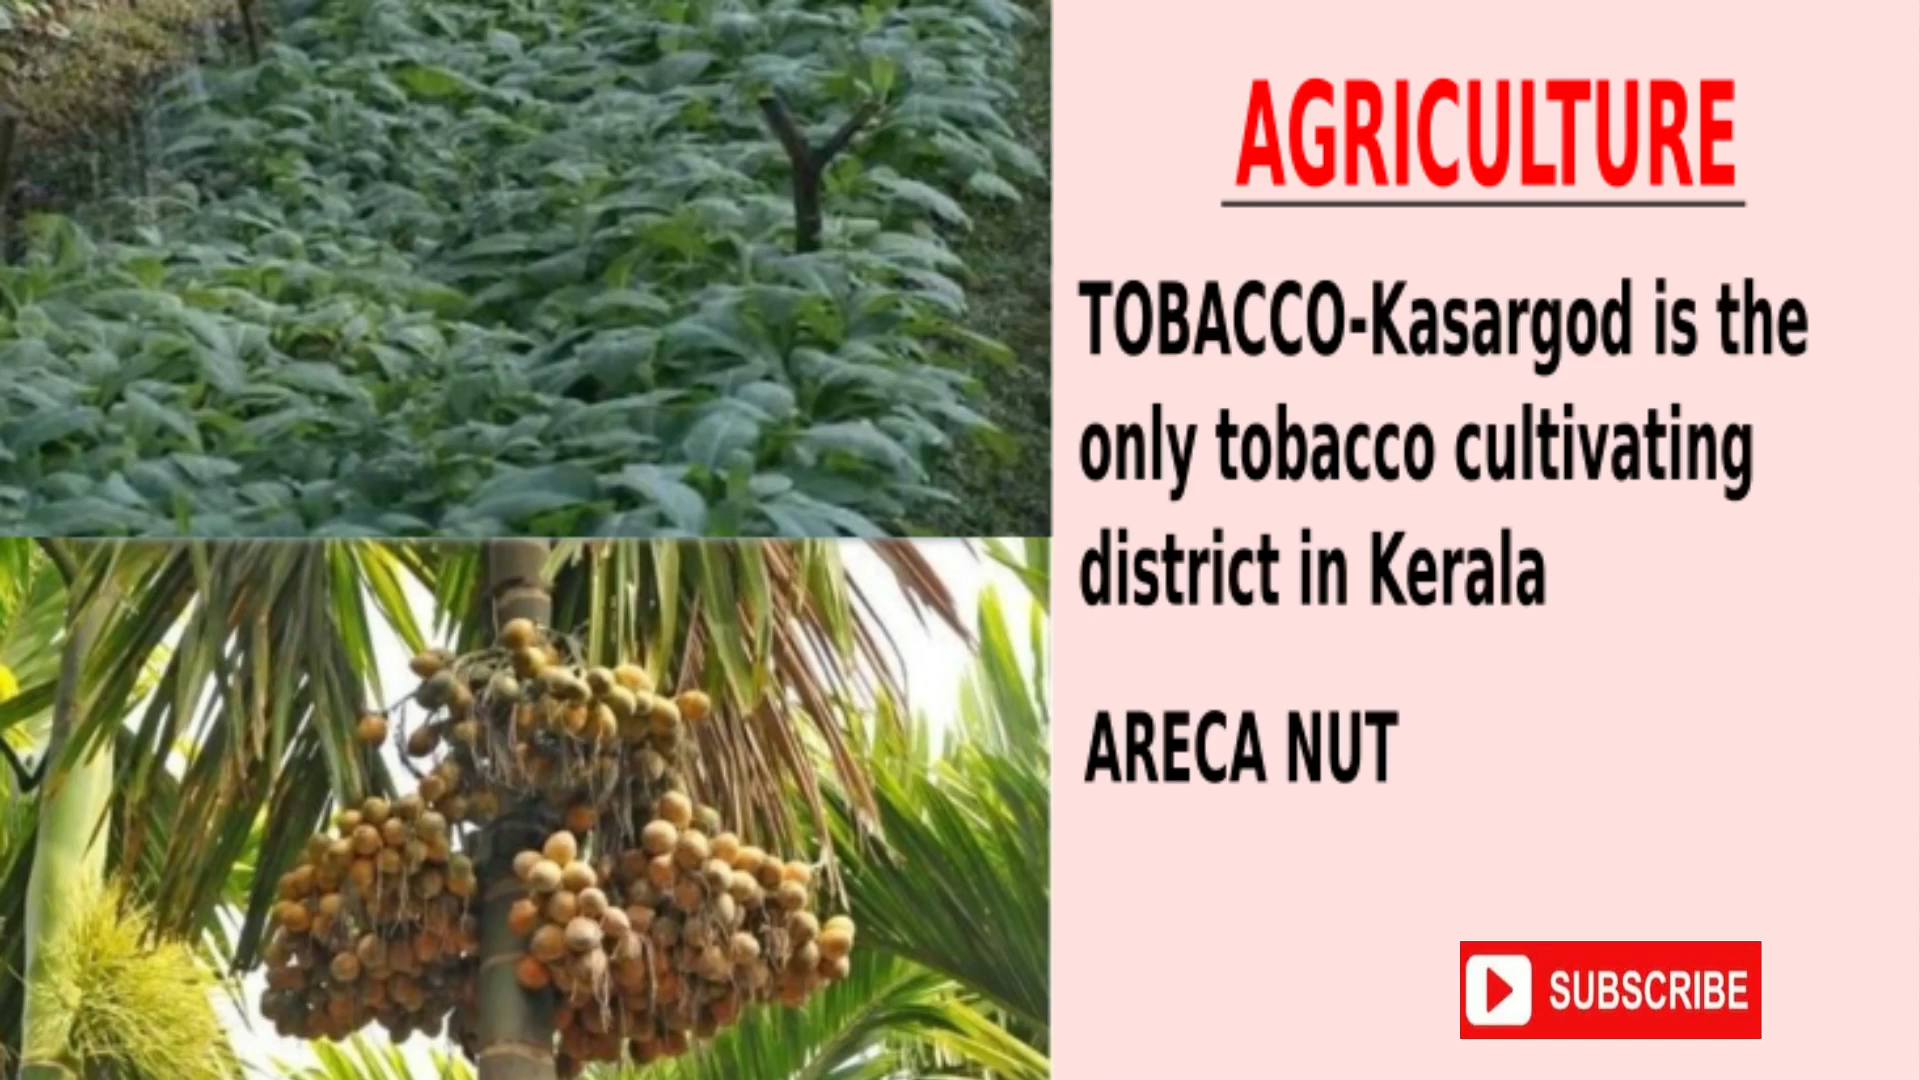 AGRICULTURE
TOBACCO-Kasargod is the
only tobacco cultivating
district in Kerala
ARECA NUT
SUBSCRIBE